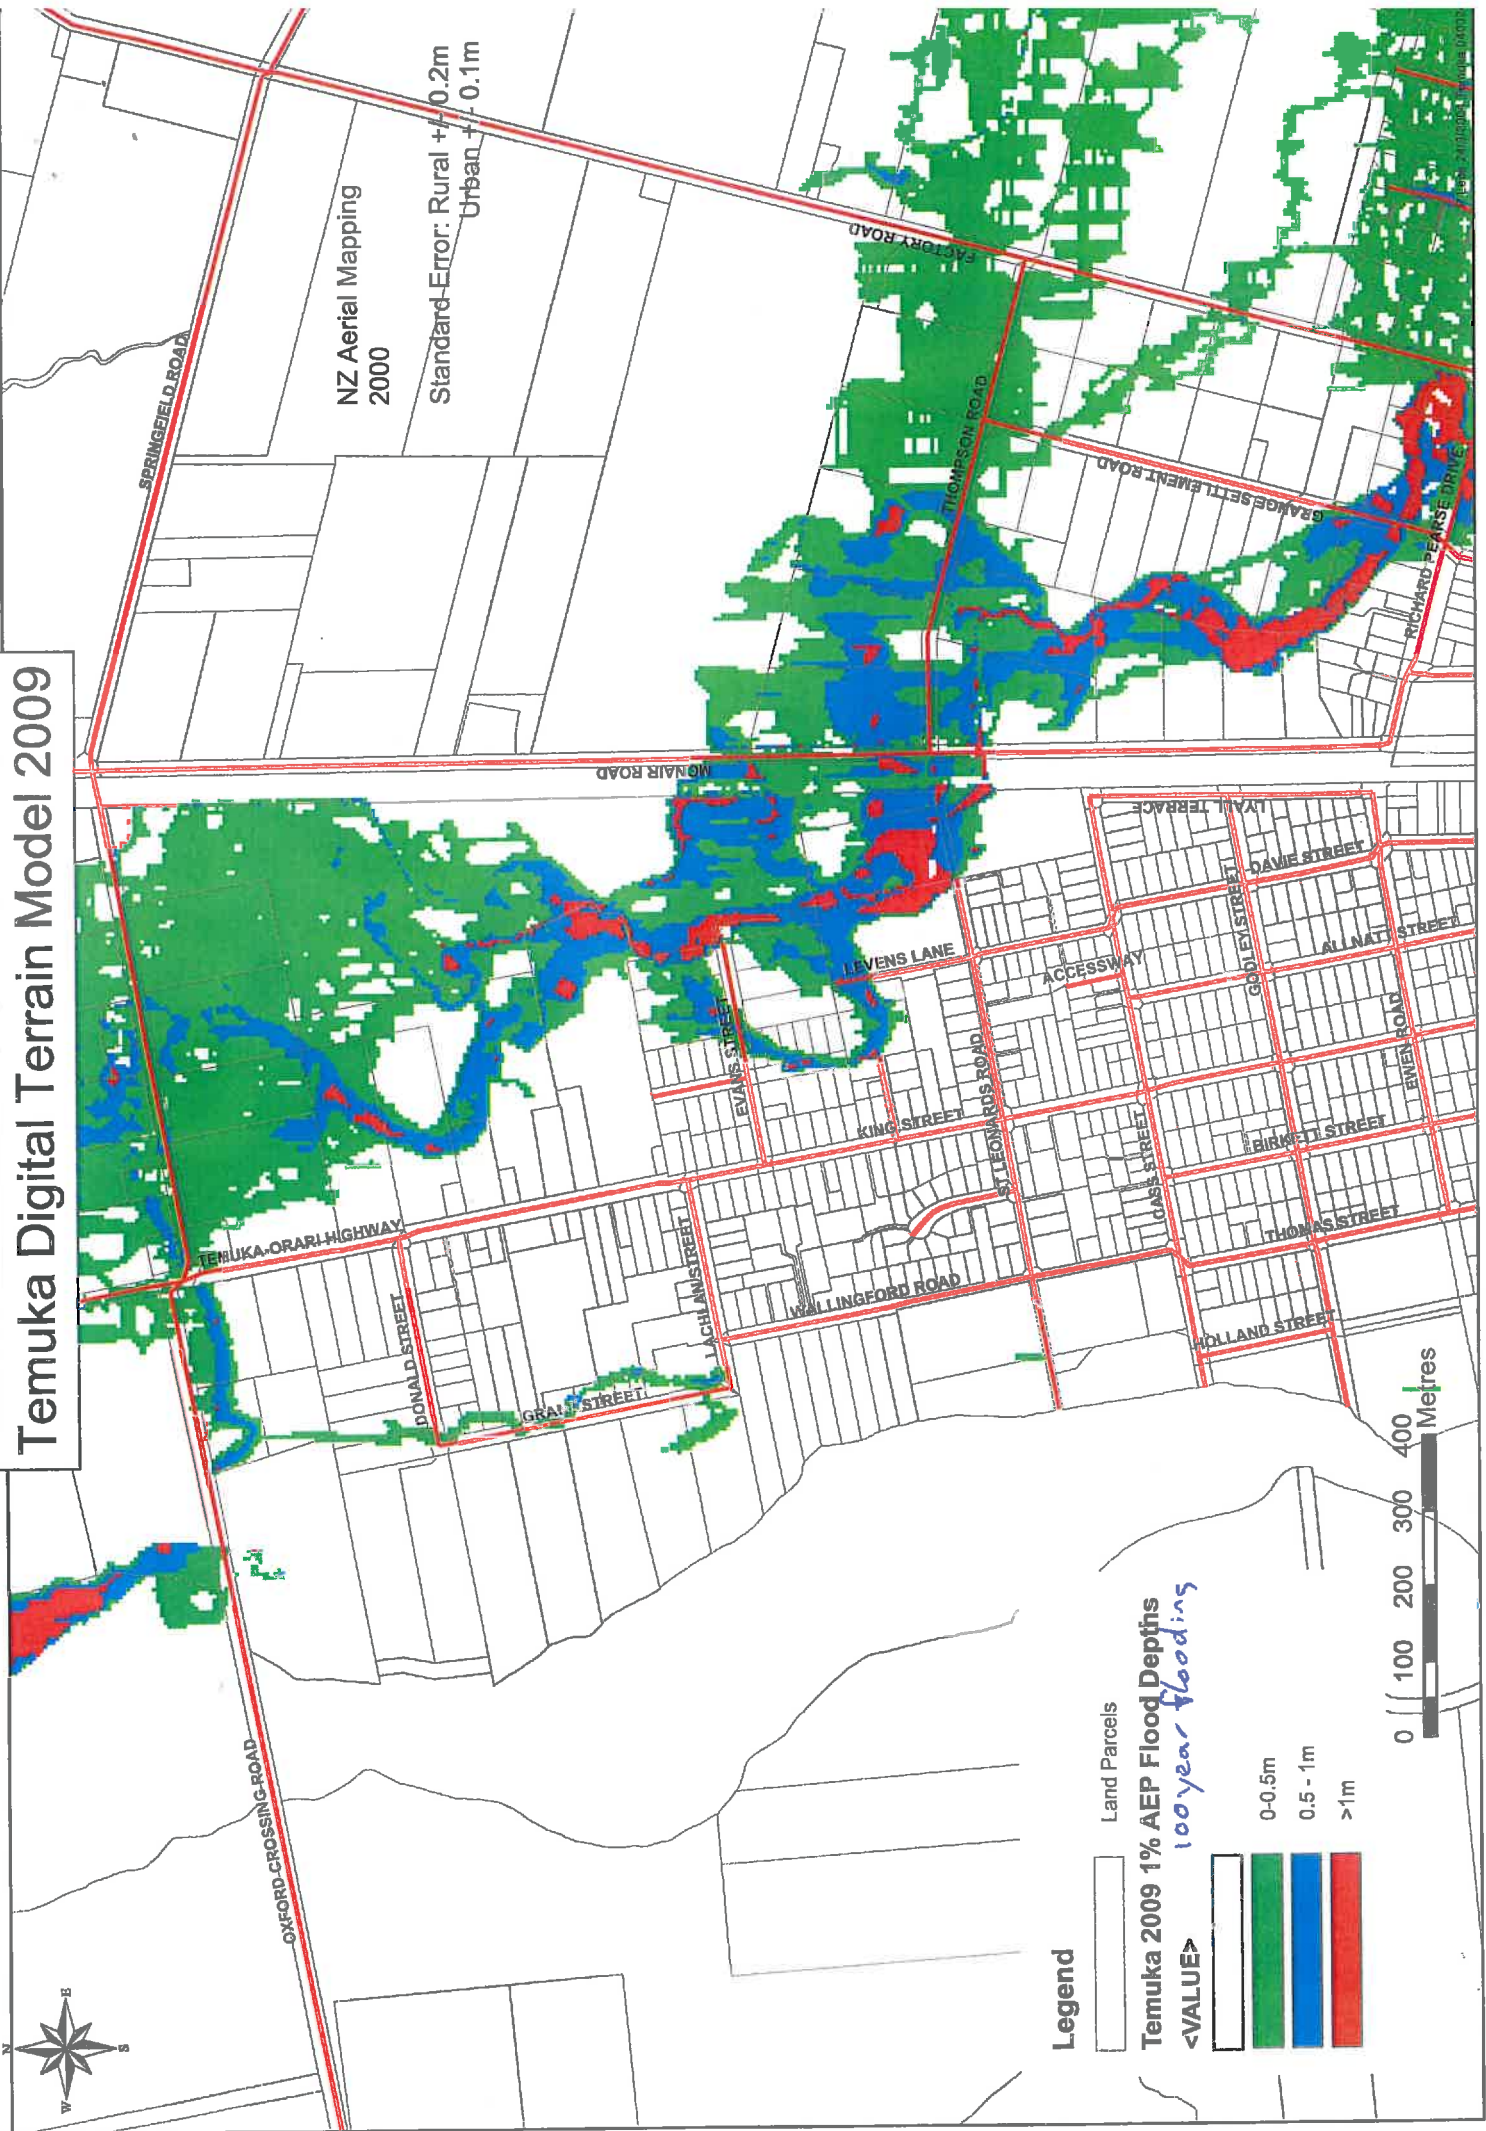 Temuka Digital Terrain Model 2009
N
W
E
S
NZ Aerial Mapping
2000
Standard Error: Rural +/- 0.2m
Urban +/- 0.1m
SPRINGFIELD ROAD
FACTORY ROAD
MCNAIR ROAD
THOMPSON ROAD
GRANGE SETTLEMENT ROAD
RICHARD PEARSE DRIVE
OXFORD CROSSING ROAD
TEMUKA-ORARI HIGHWAY
DONALD STREET
GRANT STREET
LACHLAN STREET
WALLINGFORD ROAD
EVANS STREET
KING STREET
LEVENS LANE
ST LEONARDS ROAD
ACCESSWAY
LYALL TERRACE
DAVIE STREET
GODLEY STREET
ALLNATT STREET
EWEN ROAD
BIRKETT STREET
CASS STREET
THOMAS STREET
HOLLAND STREET
Legend
Land Parcels
Temuka 2009 1% AEP Flood Depths
100 year flooding
<VALUE>
0-0.5m
0.5 - 1m
>1m
0 100 200 300 400
Metres